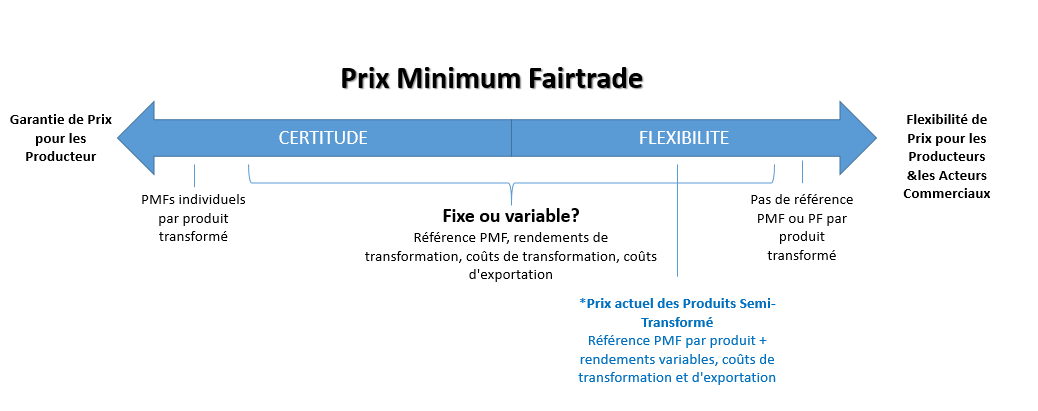 Prix Minimum Fairtrade
Garantie de Prix
pour les
Producteur
CERTITUDE
FLEXIBILITE
Flexibilité de
Prix pour les
Producteurs
&les Acteurs
Commerciaux
PMFs individuels
par produit
transformé
Fixe ou variable?
Référence PMF, rendements de
transformation, coûts de transformation, coûts
d'exportation
Pas de référence
PMF ou PF par
produit
transformé
*Prix actuel des Produits Semi-
Transformé
Référence PMF par produit +
rendements variables, coûts de
transformation et d'exportation